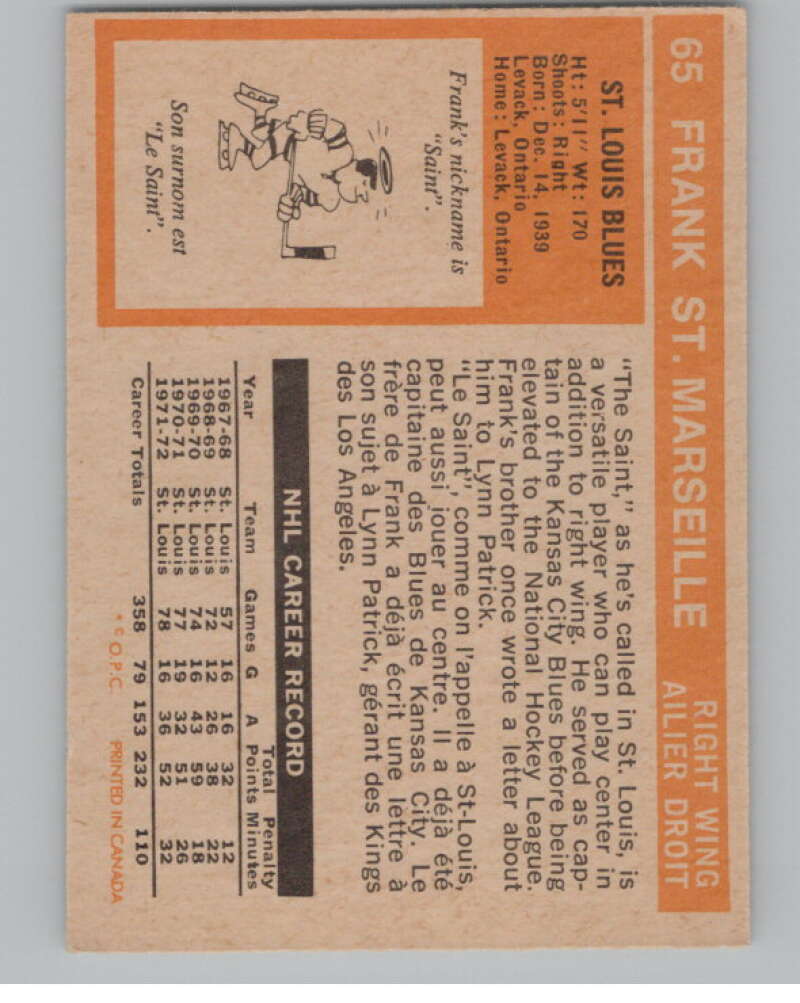 65 FRANK ST. MARSEILLE
RIGHT WING
AILIER DROIT
ST. LOUIS BLUES
Ht: 5'11" Wt: 170
Shoots: Right
Born: Dec. 14, 1939
Levack, Ontario
Home: Levack, Ontario
Frank's nickname is
"Saint".
Son surnom est
"Le Saint".
"The Saint," as he's called in St. Louis, is
a versatile player who can play center in
addition to right wing. He served as cap-
tain of the Kansas City Blues before being
elevated to the National Hockey League.
Frank's brother once wrote a letter about
him to Lynn Patrick.
"Le Saint", comme on l'appelle à St-Louis,
peut aussi jouer au centre. Il a déjà été
capitaine des Blues de Kansas City. Le
frère de Frank a déjà écrit une lettre à
son sujet à Lynn Patrick, gérant des Kings
des Los Angeles.
NHL CAREER RECORD
Total Penalty
Year Team Games G A Points Minutes
1967-68 St. Louis 57 16 16 32 12
1968-69 St. Louis 72 12 26 38 22
1969-70 St. Louis 74 16 43 59 18
1970-71 St. Louis 77 19 32 51 26
1971-72 St. Louis 78 16 36 52 32
Career Totals 358 79 153 232 110
* © O.P.C. PRINTED IN CANADA